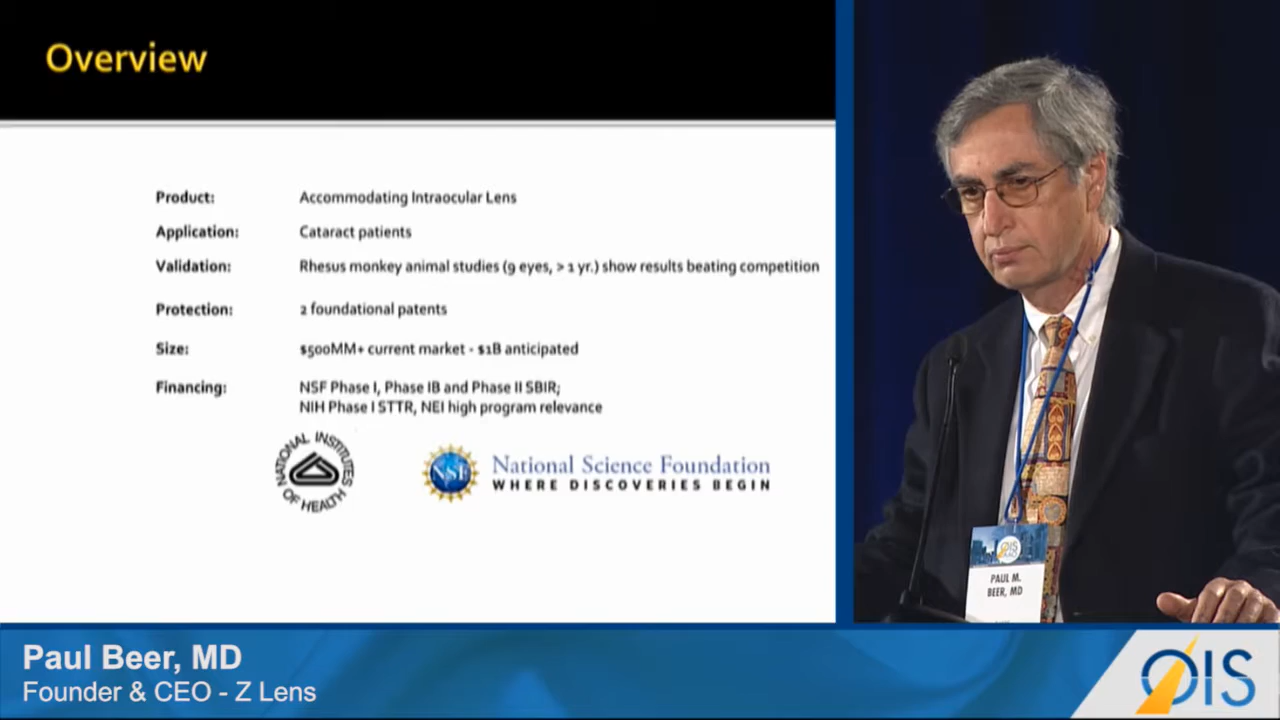 Overview
Product: Accommodating Intraocular Lens
Application: Cataract patients
Validation: Rhesus monkey animal studies (9 eyes, > 1 yr.) show results beating competition
Protection: 2 foundational patents
Size: $500MM+ current market - $1B anticipated
Financing: NSF Phase I, Phase IB and Phase II SBIR;
NIH Phase I STTR, NEI high program relevance
NATIONAL INSTITUTES
OF HEALTH
NSF
National Science Foundation
WHERE DISCOVERIES BEGIN
OIS
PAUL M.
BEER, MD
Paul Beer, MD
Founder & CEO - Z Lens
OIS